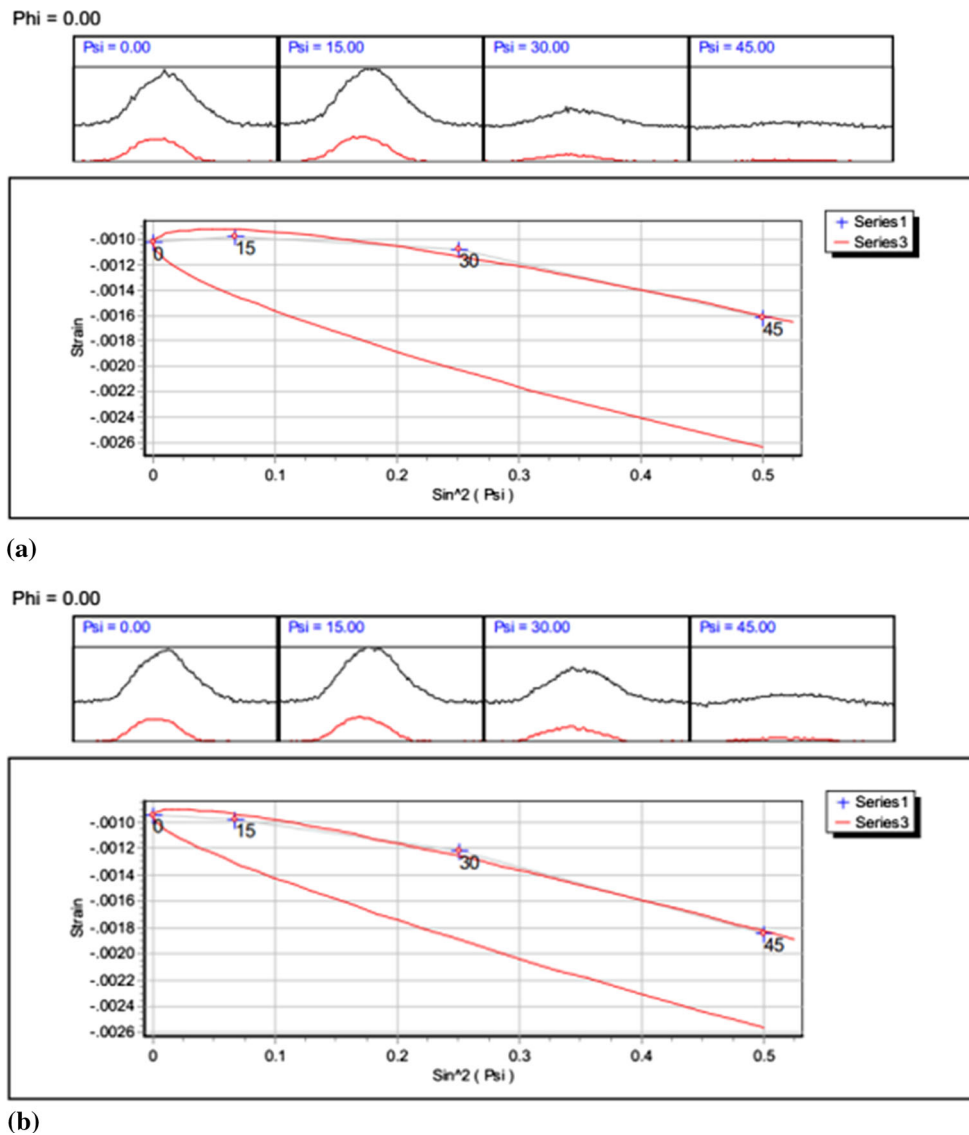 Phi = 0.00
Psi = 0.00 Psi = 15.00 Psi = 30.00 Psi = 45.00
Series1
Series3
-.0010
-.0012
-.0014
-.0016
-.0018
-.0020
-.0022
-.0024
-.0026
Strain
0 15 30 45
0 0.1 0.2 0.3 0.4 0.5
Sin^2 ( Psi )
(a)
Phi = 0.00
Psi = 0.00 Psi = 15.00 Psi = 30.00 Psi = 45.00
Series1
Series3
-.0010
-.0012
-.0014
-.0016
-.0018
-.0020
-.0022
-.0024
-.0026
Strain
0 15 30 45
0 0.1 0.2 0.3 0.4 0.5
Sin^2 ( Psi )
(b)